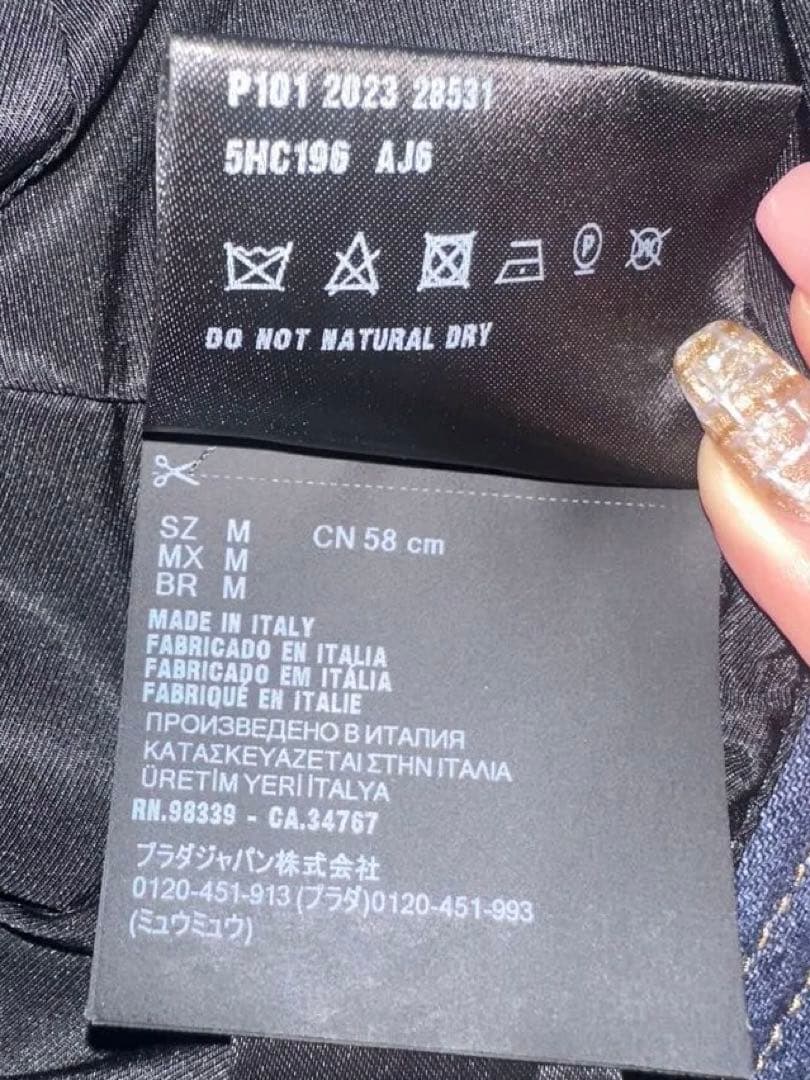 P101 2023 28531
5HC196 AJ6
P W
DO NOT NATURAL DRY
SZ M CN 58 cm
MX M
BR M
MADE IN ITALY
FABRICADO EN ITALIA
FABRICADO EM ITÁLIA
FABRIQUÉ EN ITALIE
ПРОИЗВЕДЕНО В ИТАЛИЯ
ΚΑΤΑΣΚΕΥΑΖΕΤΑΙ ΣΤΗΝ ΙΤΑΛΙΑ
ÜRETİM YERİ İTALYA
RN.98339 - CA.34767
プラダジャパン株式会社
0120-451-913 (プラダ)0120-451-993
(ミュウミュウ)